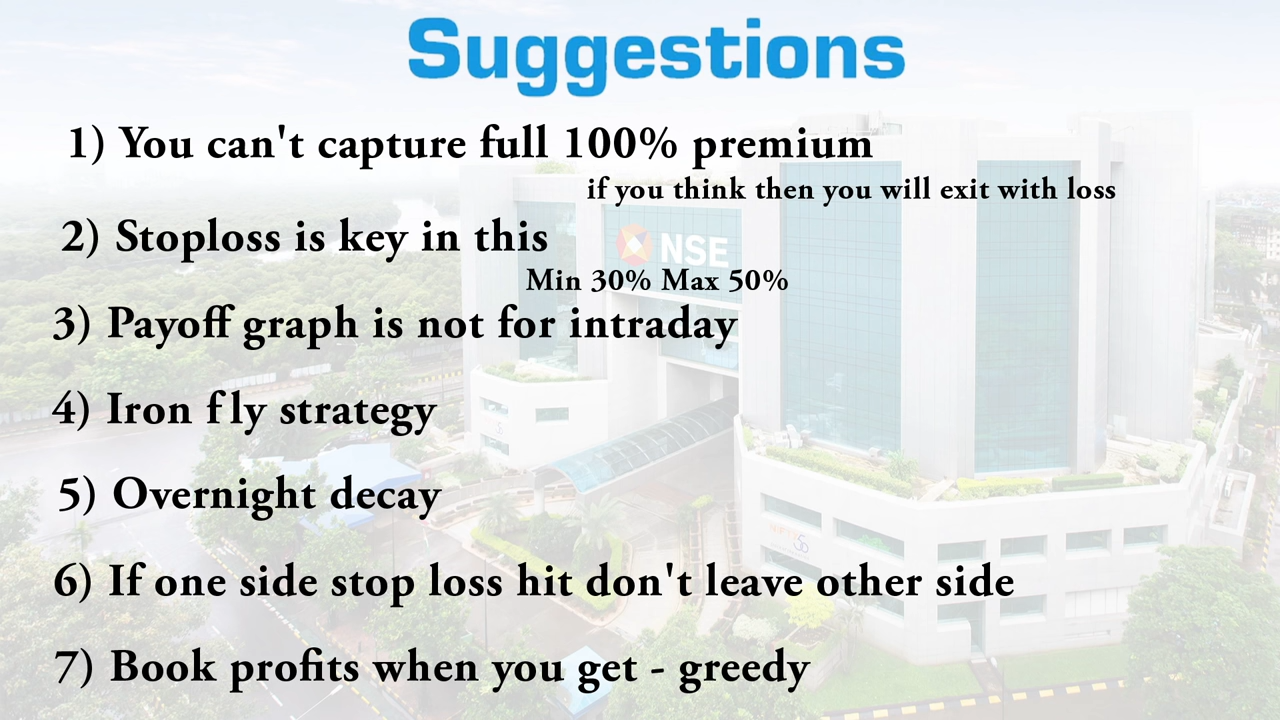 Suggestions
1) You can't capture full 100% premium
if you think then you will exit with loss
2) Stoploss is key in this
NSE
Min 30% Max 50%
3) Payoff graph is not for intraday
4) Iron fly strategy
5) Overnight decay
6) If one side stop loss hit don't leave other side
7) Book profits when you get - greedy